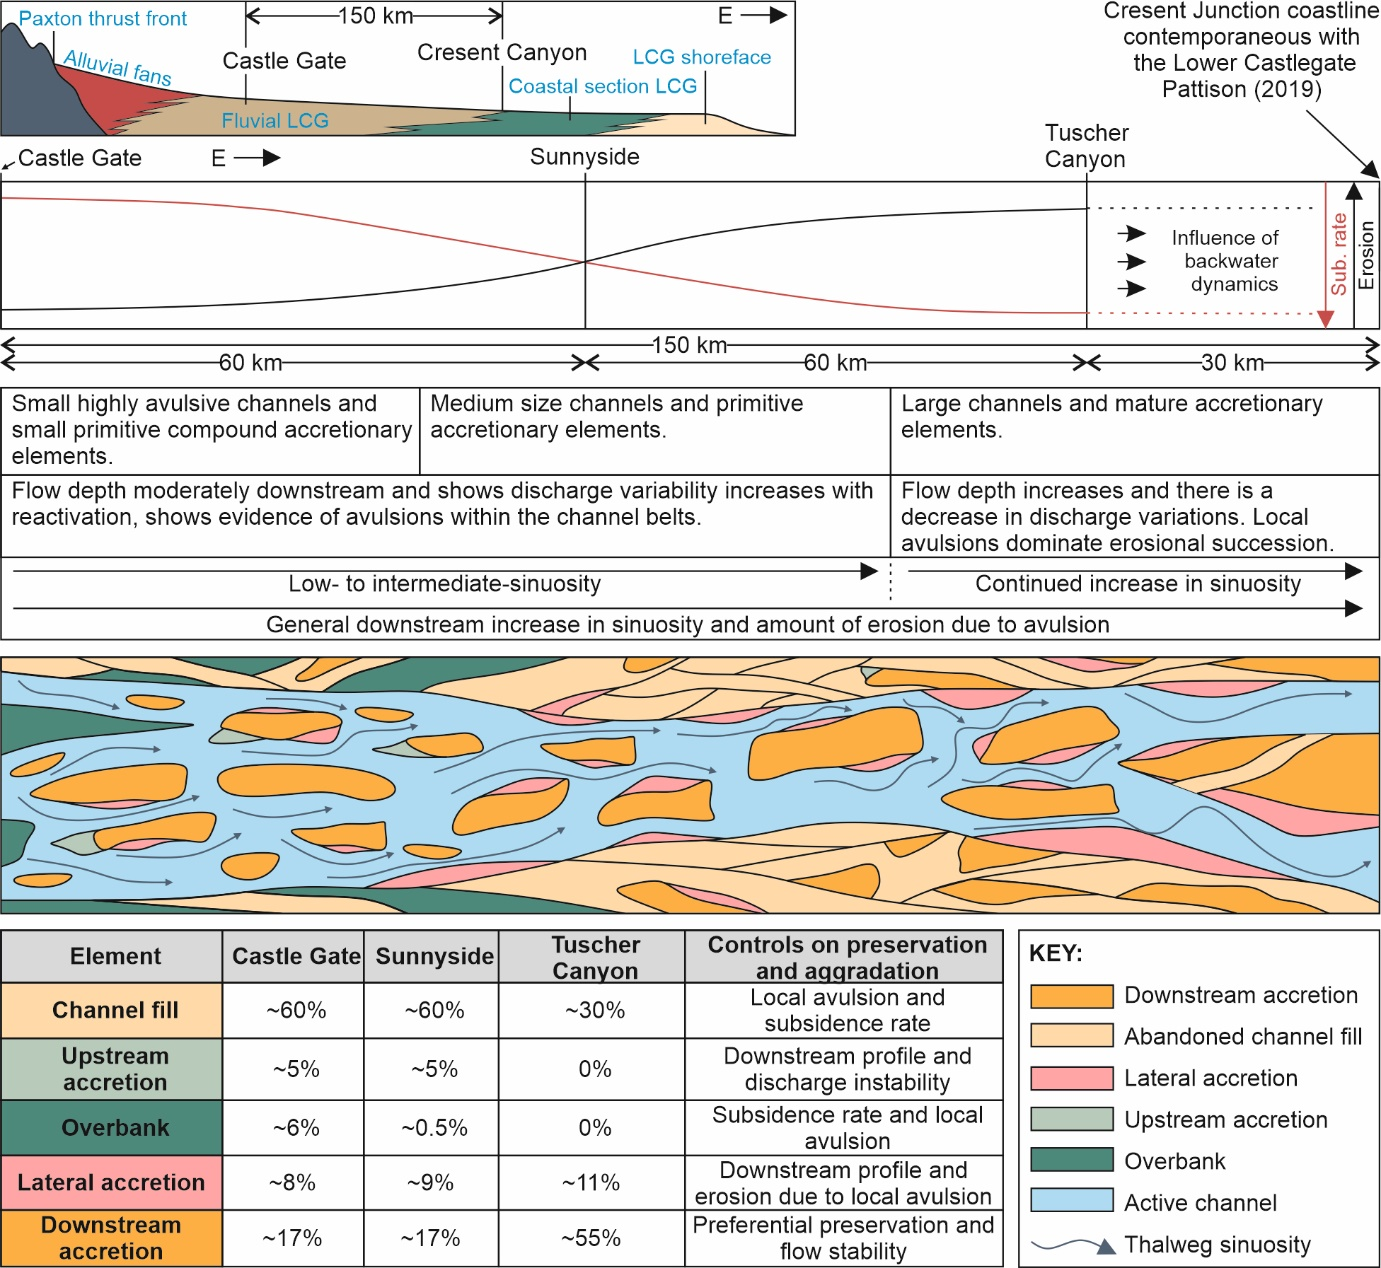 Paxton thrust front
150 km
E
Alluvial fans
Castle Gate
Cresent Canyon
LCG shoreface
Coastal section LCG
Fluvial LCG
Cresent Junction coastline
contemporaneous with
the Lower Castlegate
Pattison (2019)
Castle Gate
E
Sunnyside
Tuscher
Canyon
Influence of
backwater
dynamics
Sub. rate
Erosion
150 km
60 km
60 km
30 km
Small highly avulsive channels and
small primitive compound accretionary
elements.
Medium size channels and primitive
accretionary elements.
Large channels and mature accretionary
elements.
Flow depth moderately downstream and shows discharge variability increases with
reactivation, shows evidence of avulsions within the channel belts.
Flow depth increases and there is a
decrease in discharge variations. Local
avulsions dominate erosional succession.
Low- to intermediate-sinuosity
Continued increase in sinuosity
General downstream increase in sinuosity and amount of erosion due to avulsion
Element
Castle Gate
Sunnyside
Tuscher
Canyon
Controls on preservation
and aggradation
Channel fill
~60%
~60%
~30%
Local avulsion and
subsidence rate
Upstream
accretion
~5%
~5%
0%
Downstream profile and
discharge instability
Overbank
~6%
~0.5%
0%
Subsidence rate and local
avulsion
Lateral accretion
~8%
~9%
~11%
Downstream profile and
erosion due to local avulsion
Downstream
accretion
~17%
~17%
~55%
Preferential preservation and
flow stability
KEY:
Downstream accretion
Abandoned channel fill
Lateral accretion
Upstream accretion
Overbank
Active channel
Thalweg sinuosity